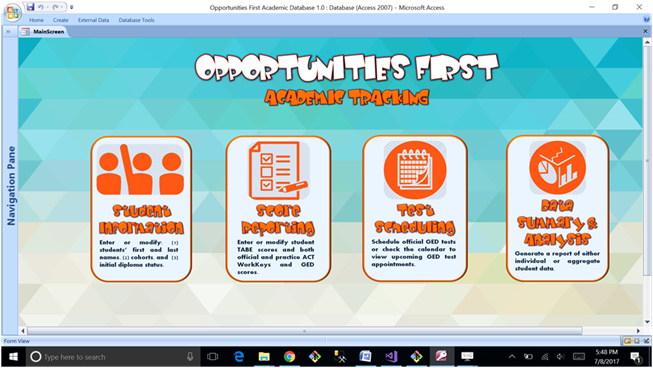 Opportunities First Academic Database 1.0 : Database (Access 2007) - Microsoft Access
Home Create External Data Database Tools
MainScreen
Navigation Pane
OPPORTUNITIES FIRST
ACADEMIC TRACKING
Student
Information
Enter or modify: (1)
students' first and last
names, (2) cohorts, and (3)
initial diploma status.
Score
Reporting
Enter or modify student
TABE scores and both
official and practice ACT
WorkKeys and GED
scores.
Test
Scheduling
Schedule official GED tests
or check the calendar to
view upcoming GED test
appointments.
Data
Summary &
Analysis
Generate a report of either
individual or aggregate
student data.
Form View
Type here to search
5:48 PM
7/8/2017